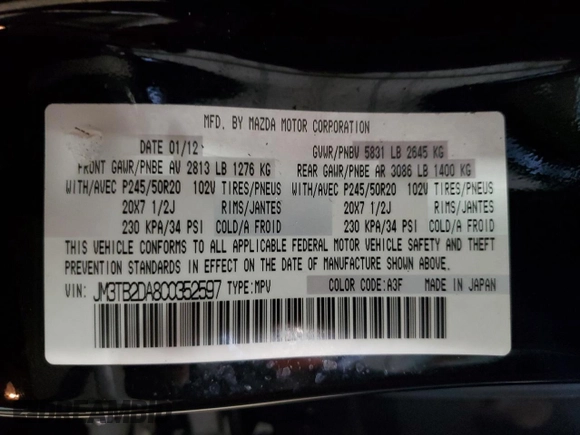 MFD. BY MAZDA MOTOR CORPORATION
DATE 01/12 GVWR/PNBV 5831 LB 2645 KG
FRONT GAWR/PNBE AV 2813 LB 1276 KG REAR GAWR/PNBE AR 3086 LB 1400 KG
WITH/AVEC P245/50R20 102V TIRES/PNEUS WITH/AVEC P245/50R20 102V TIRES/PNEUS
20X7 1/2J RIMS/JANTES 20X7 1/2J RIMS/JANTES
230 KPA/34 PSI COLD/A FROID 230 KPA/34 PSI COLD/A FROID
THIS VEHICLE CONFORMS TO ALL APPLICABLE FEDERAL MOTOR VEHICLE SAFETY AND THEFT
PREVENTION STANDARDS IN EFFECT ON THE DATE OF MANUFACTURE SHOWN ABOVE.
VIN: JM3TB2DA8C0352597 TYPE:MPV COLOR CODE:A3F MADE IN JAPAN